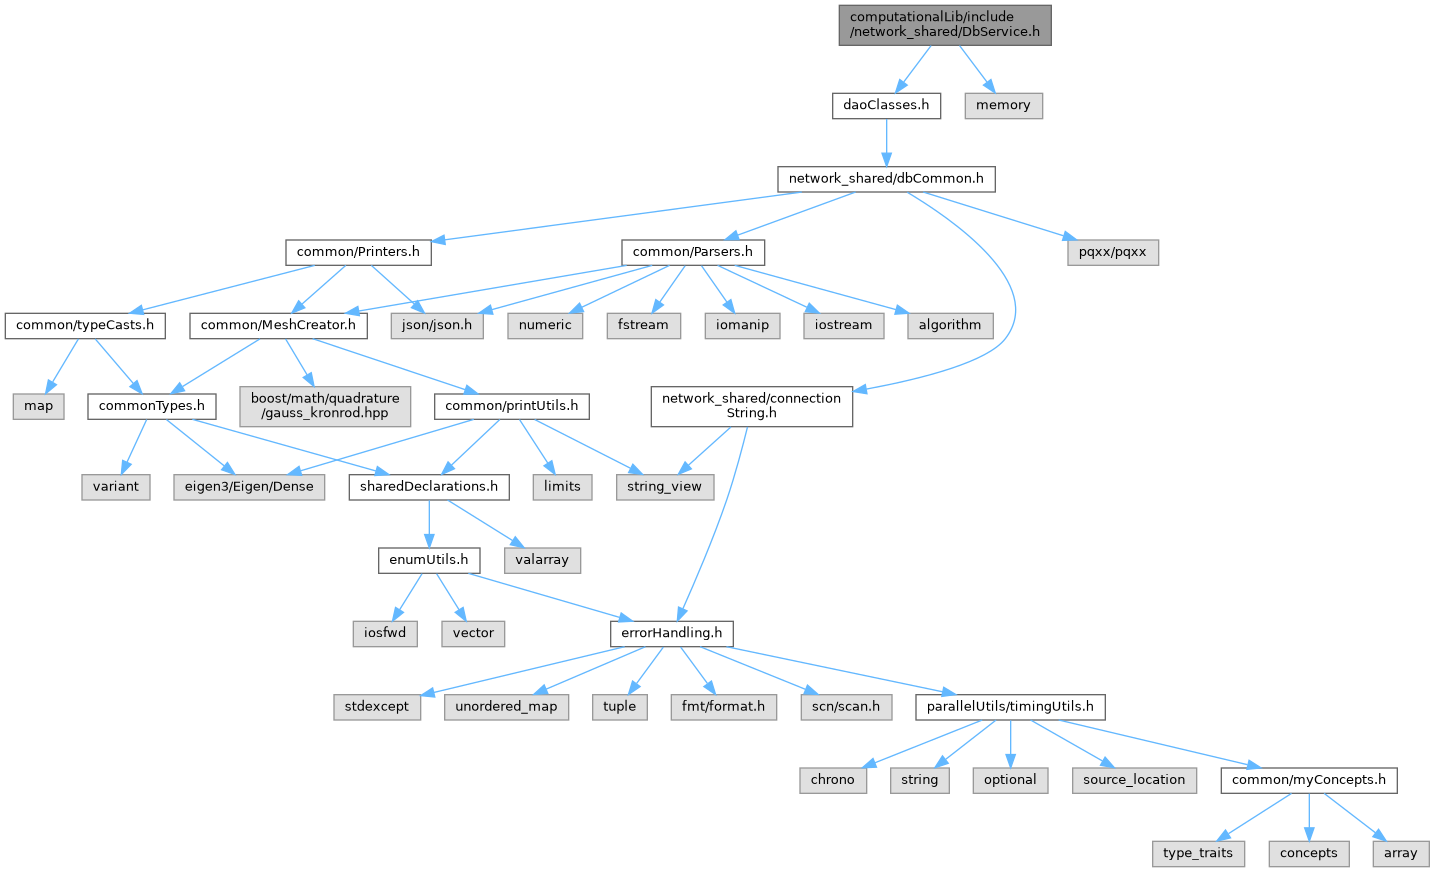 computationalLib/include
/network_shared/DbService.h
daoClasses.h
memory
network_shared/dbCommon.h
common/Printers.h
common/Parsers.h
pqxx/pqxx
common/typeCasts.h
common/MeshCreator.h
json/json.h
numeric
fstream
iomanip
iostream
algorithm
map
commonTypes.h
boost/math/quadrature
/gauss_kronrod.hpp
common/printUtils.h
network_shared/connection
String.h
variant
eigen3/Eigen/Dense
sharedDeclarations.h
limits
string_view
enumUtils.h
valarray
iosfwd
vector
errorHandling.h
stdexcept
unordered_map
tuple
fmt/format.h
scn/scan.h
parallelUtils/timingUtils.h
chrono
string
optional
source_location
common/myConcepts.h
type_traits
concepts
array